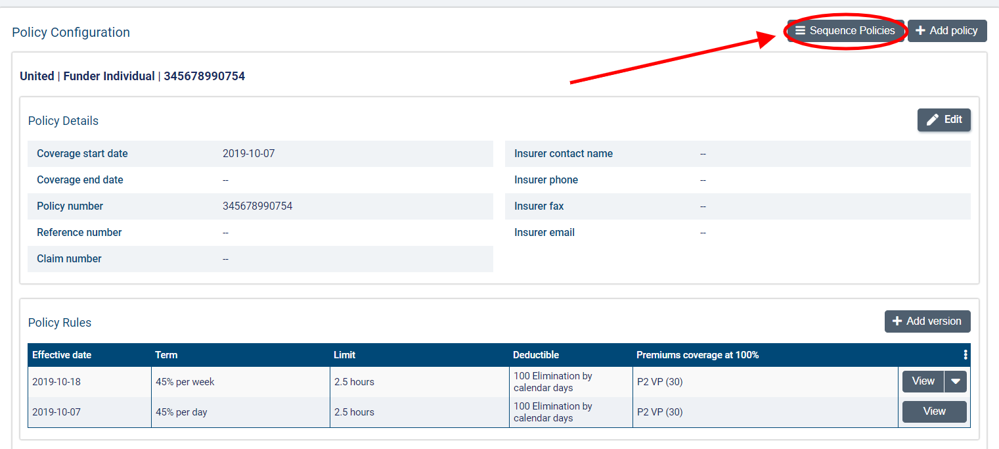 Policy Configuration
Sequence Policies
Add policy
United | Funder Individual | 345678990754
Policy Details
Edit
Coverage start date 2019-10-07
Insurer contact name --
Coverage end date --
Insurer phone --
Policy number 345678990754
Insurer fax --
Reference number --
Insurer email --
Claim number --
Policy Rules
Add version
Effective date Term Limit Deductible Premiums coverage at 100%
2019-10-18 45% per week 2.5 hours 100 Elimination by P2 VP (30) View
calendar days
2019-10-07 45% per day 2.5 hours 100 Elimination by P2 VP (30) View
calendar days